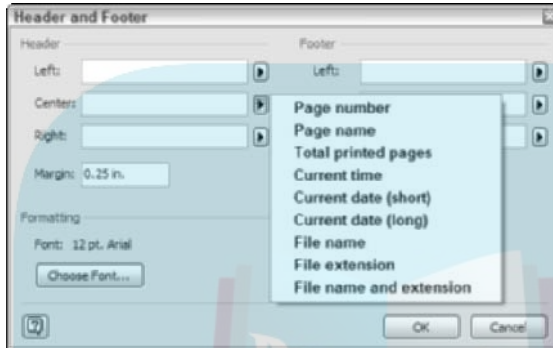 Header and Footer
Header
Footer
Left:
Left:
Center:
Right:
Margin: 0.25 in.
Page number
Page name
Total printed pages
Current time
Current date (short)
Current date (long)
File name
File extension
File name and extension
Formatting
Font: 12 pt. Arial
Choose Font...
OK
Cancel